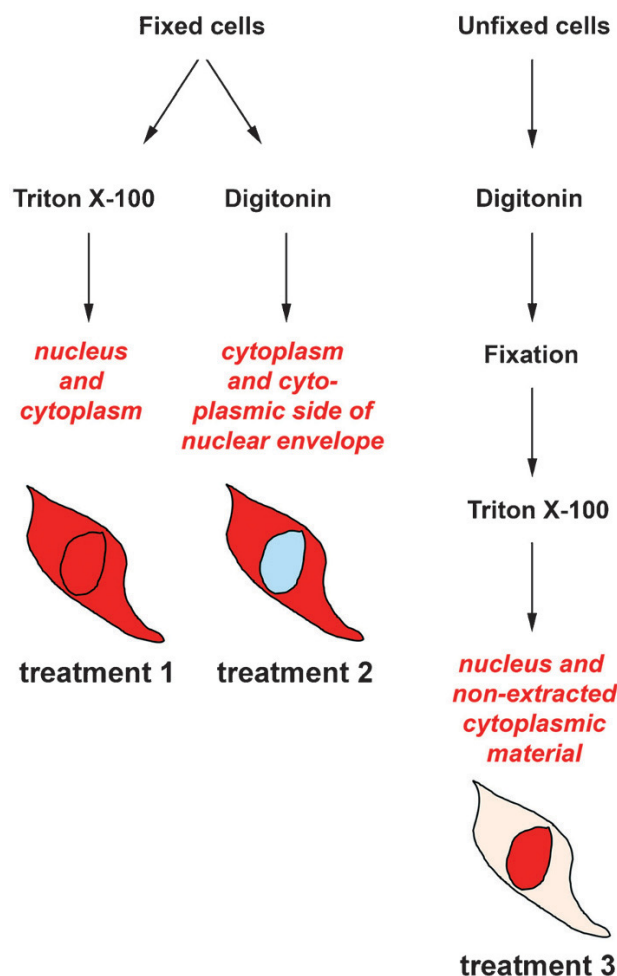 Fixed cells
Unfixed cells
Triton X-100
Digitonin
Digitonin
nucleus
and
cytoplasm
cytoplasm
and cyto-
plasmic side of
nuclear envelope
Fixation
Triton X-100
treatment 1
treatment 2
nucleus and
non-extracted
cytoplasmic
material
treatment 3